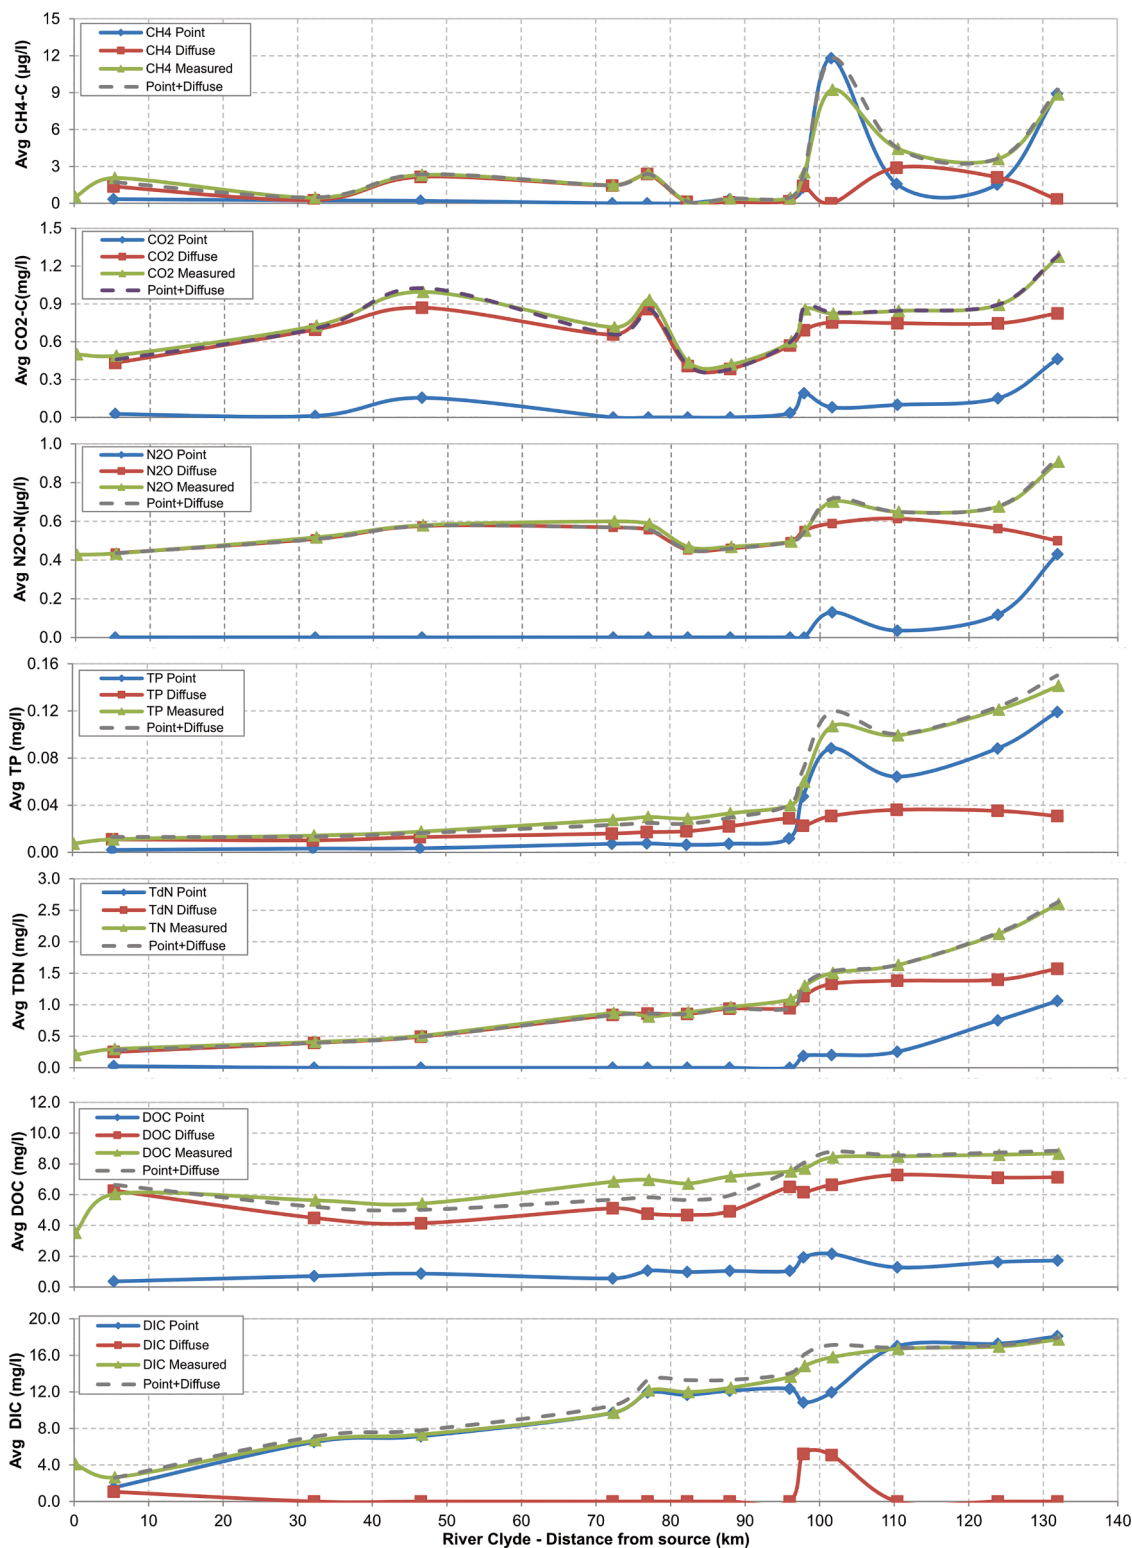 Avg CH4-C (µg/l)
15
12
9
6
3
0
CH4 Point
CH4 Diffuse
CH4 Measured
Point+Diffuse
Avg CO2-C(mg/l)
1.5
1.2
0.9
0.6
0.3
0.0
CO2 Point
CO2 Diffuse
CO2 Measured
Point+Diffuse
Avg N2O-N(µg/l)
1.0
0.8
0.6
0.4
0.2
0.0
N2O Point
N2O Diffuse
N2O Measured
Point+Diffuse
Avg TP (mg/l)
0.16
0.12
0.08
0.04
0.00
TP Point
TP Diffuse
TP Measured
Point+Diffuse
Avg TDN (mg/l)
3.0
2.5
2.0
1.5
1.0
0.5
0.0
TdN Point
TdN Diffuse
TN Measured
Point+Diffuse
Avg DOC (mg/l)
12.0
10.0
8.0
6.0
4.0
2.0
0.0
DOC Point
DOC Diffuse
DOC Measured
Point+Diffuse
Avg DIC (mg/l)
20.0
16.0
12.0
8.0
4.0
0.0
DIC Point
DIC Diffuse
DIC Measured
Point+Diffuse
0 10 20 30 40 50 60 70 80 90 100 110 120 130 140
River Clyde - Distance from source (km)